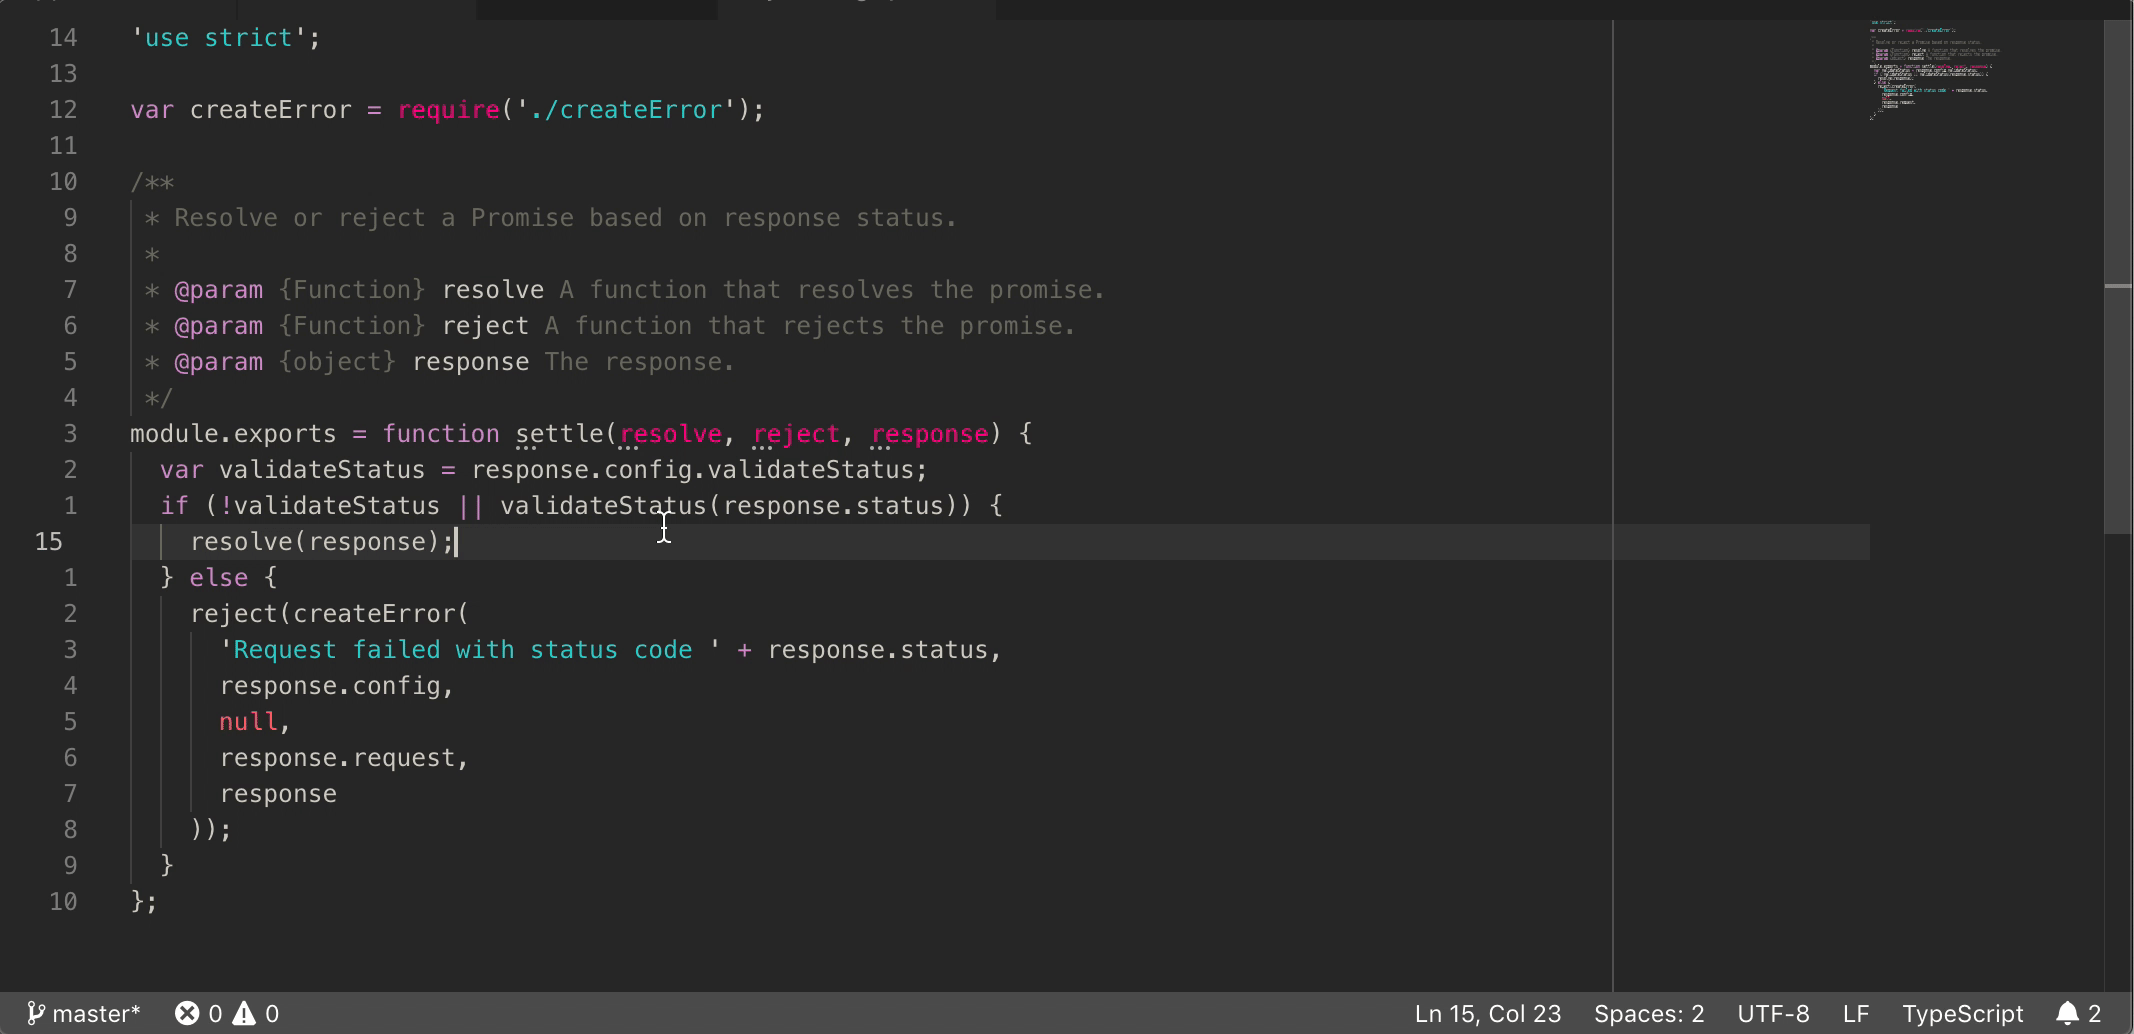 14 'use strict';
13
12 var createError = require('./createError');
11
10 /**
9 * Resolve or reject a Promise based on response status.
8 *
7 * @param {Function} resolve A function that resolves the promise.
6 * @param {Function} reject A function that rejects the promise.
5 * @param {object} response The response.
4 */
3 module.exports = function settle(resolve, reject, response) {
2 var validateStatus = response.config.validateStatus;
1 if (!validateStatus || validateStatus(response.status)) {
15 resolve(response);
1 } else {
2 reject(createError(
3 'Request failed with status code ' + response.status,
4 response.config,
5 null,
6 response.request,
7 response
8 ));
9 }
10 };
master* 0 0 Ln 15, Col 23 Spaces: 2 UTF-8 LF TypeScript 2